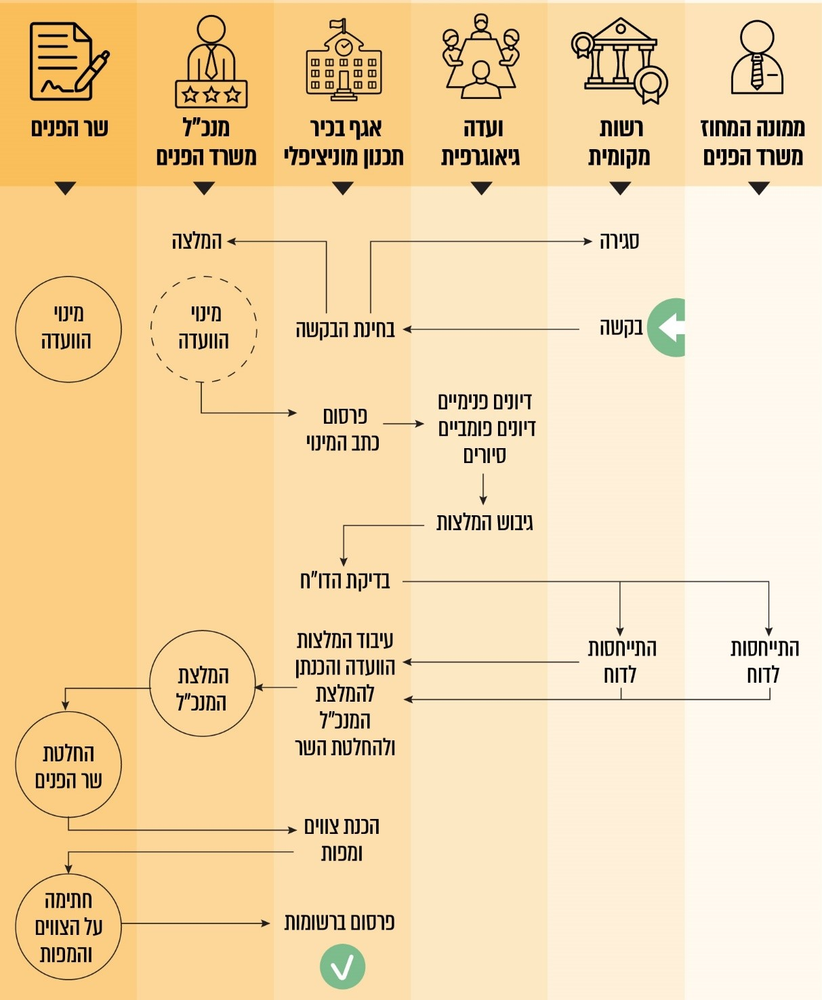 ממונה המחוז
משרד הפנים
רשות
מקומית
ועדה
גיאוגרפית
אגף בכיר
תכנון מוניציפלי
מנכ"ל
משרד הפנים
שר הפנים
סגירה
המלצה
בקשה
בחינת הבקשה
מינוי
הוועדה
מינוי
הוועדה
פרסום
כתב המינוי
דיונים פנימיים
דיונים פומביים
סיורים
גיבוש המלצות
בדיקת הדו"ח
התייחסות
לדוח
התייחסות
לדוח
עיבוד המלצות
הוועדה והכנתן
להמלצת
המנכ"ל
ולהחלטת השר
המלצת
המנכ"ל
החלטת
שר הפנים
הכנת צווים
ומפות
חתימה
על הצווים
והמפות
פרסום ברשומות